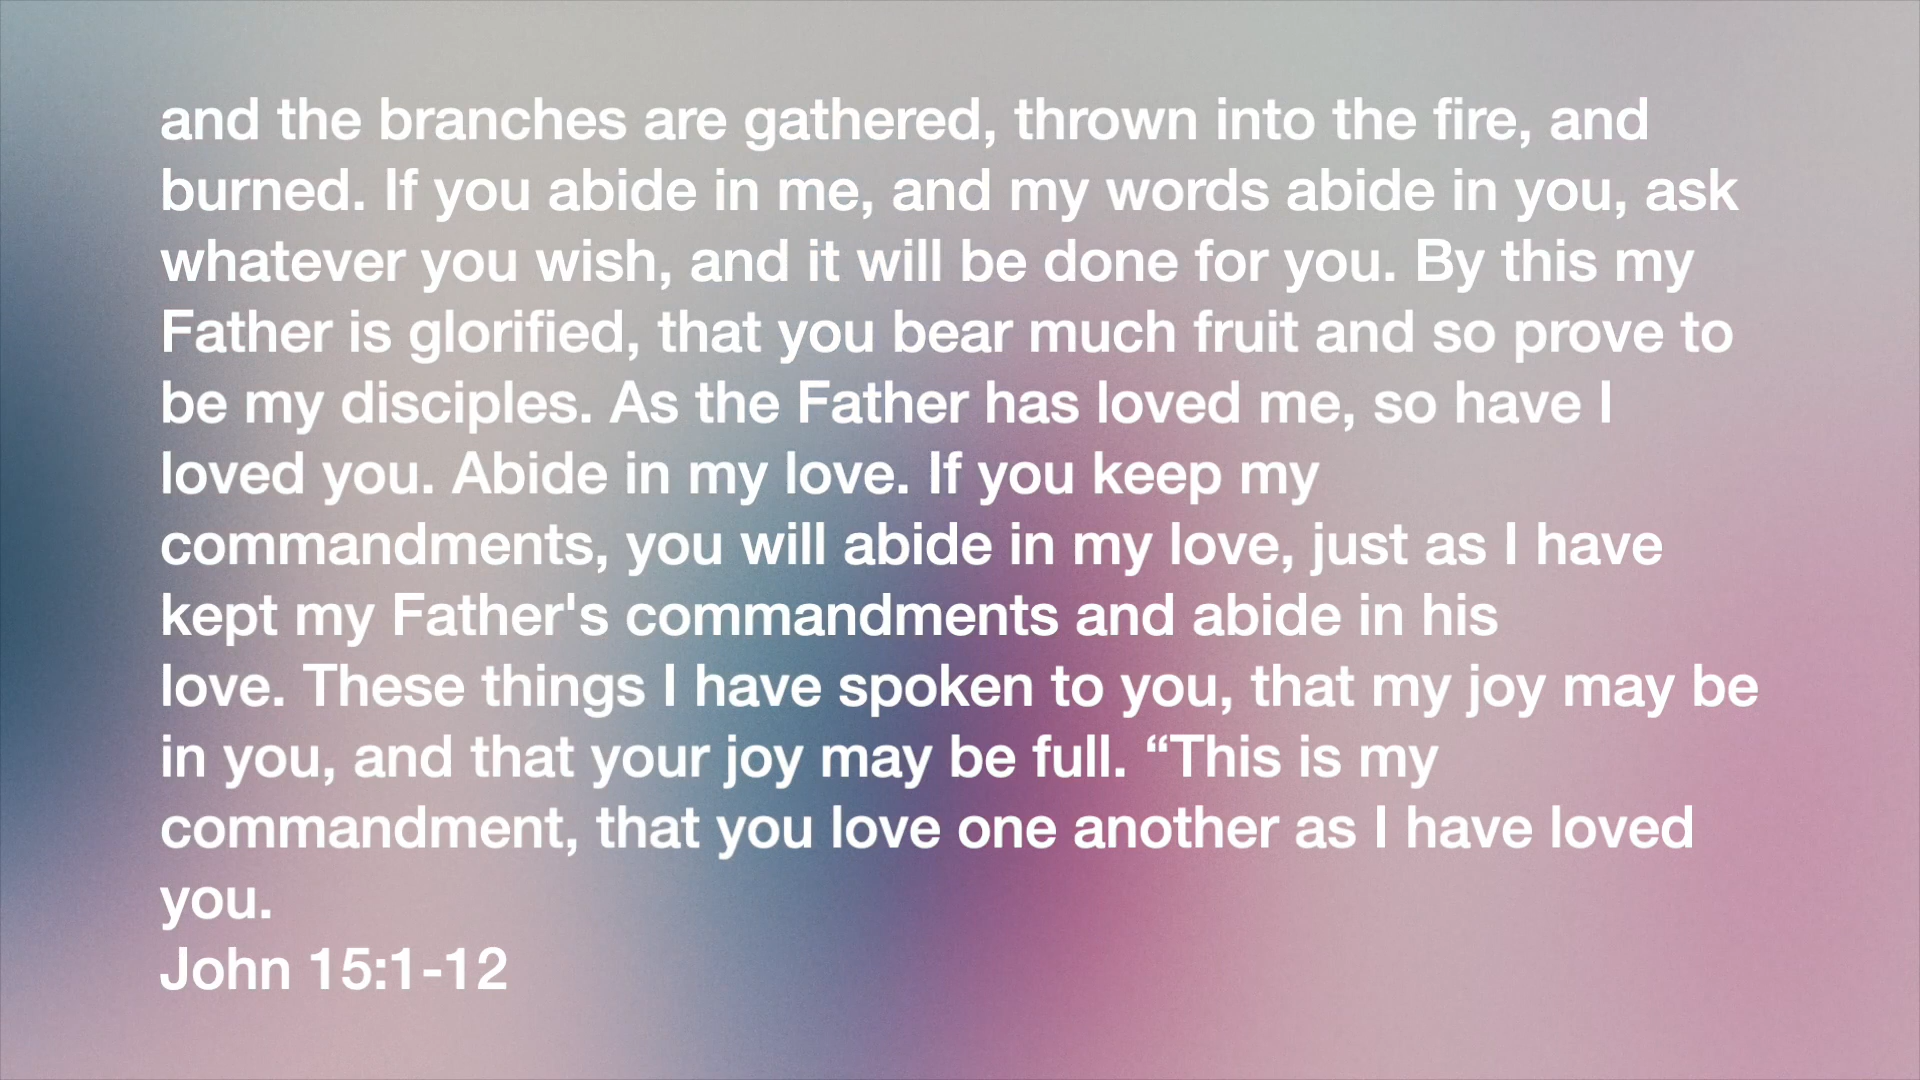 and the branches are gathered, thrown into the fire, and
burned. If you abide in me, and my words abide in you, ask
whatever you wish, and it will be done for you. By this my
Father is glorified, that you bear much fruit and so prove to
be my disciples. As the Father has loved me, so have I
loved you. Abide in my love. If you keep my
commandments, you will abide in my love, just as I have
kept my Father's commandments and abide in his
love. These things I have spoken to you, that my joy may be
in you, and that your joy may be full. “This is my
commandment, that you love one another as I have loved
you.
John 15:1-12